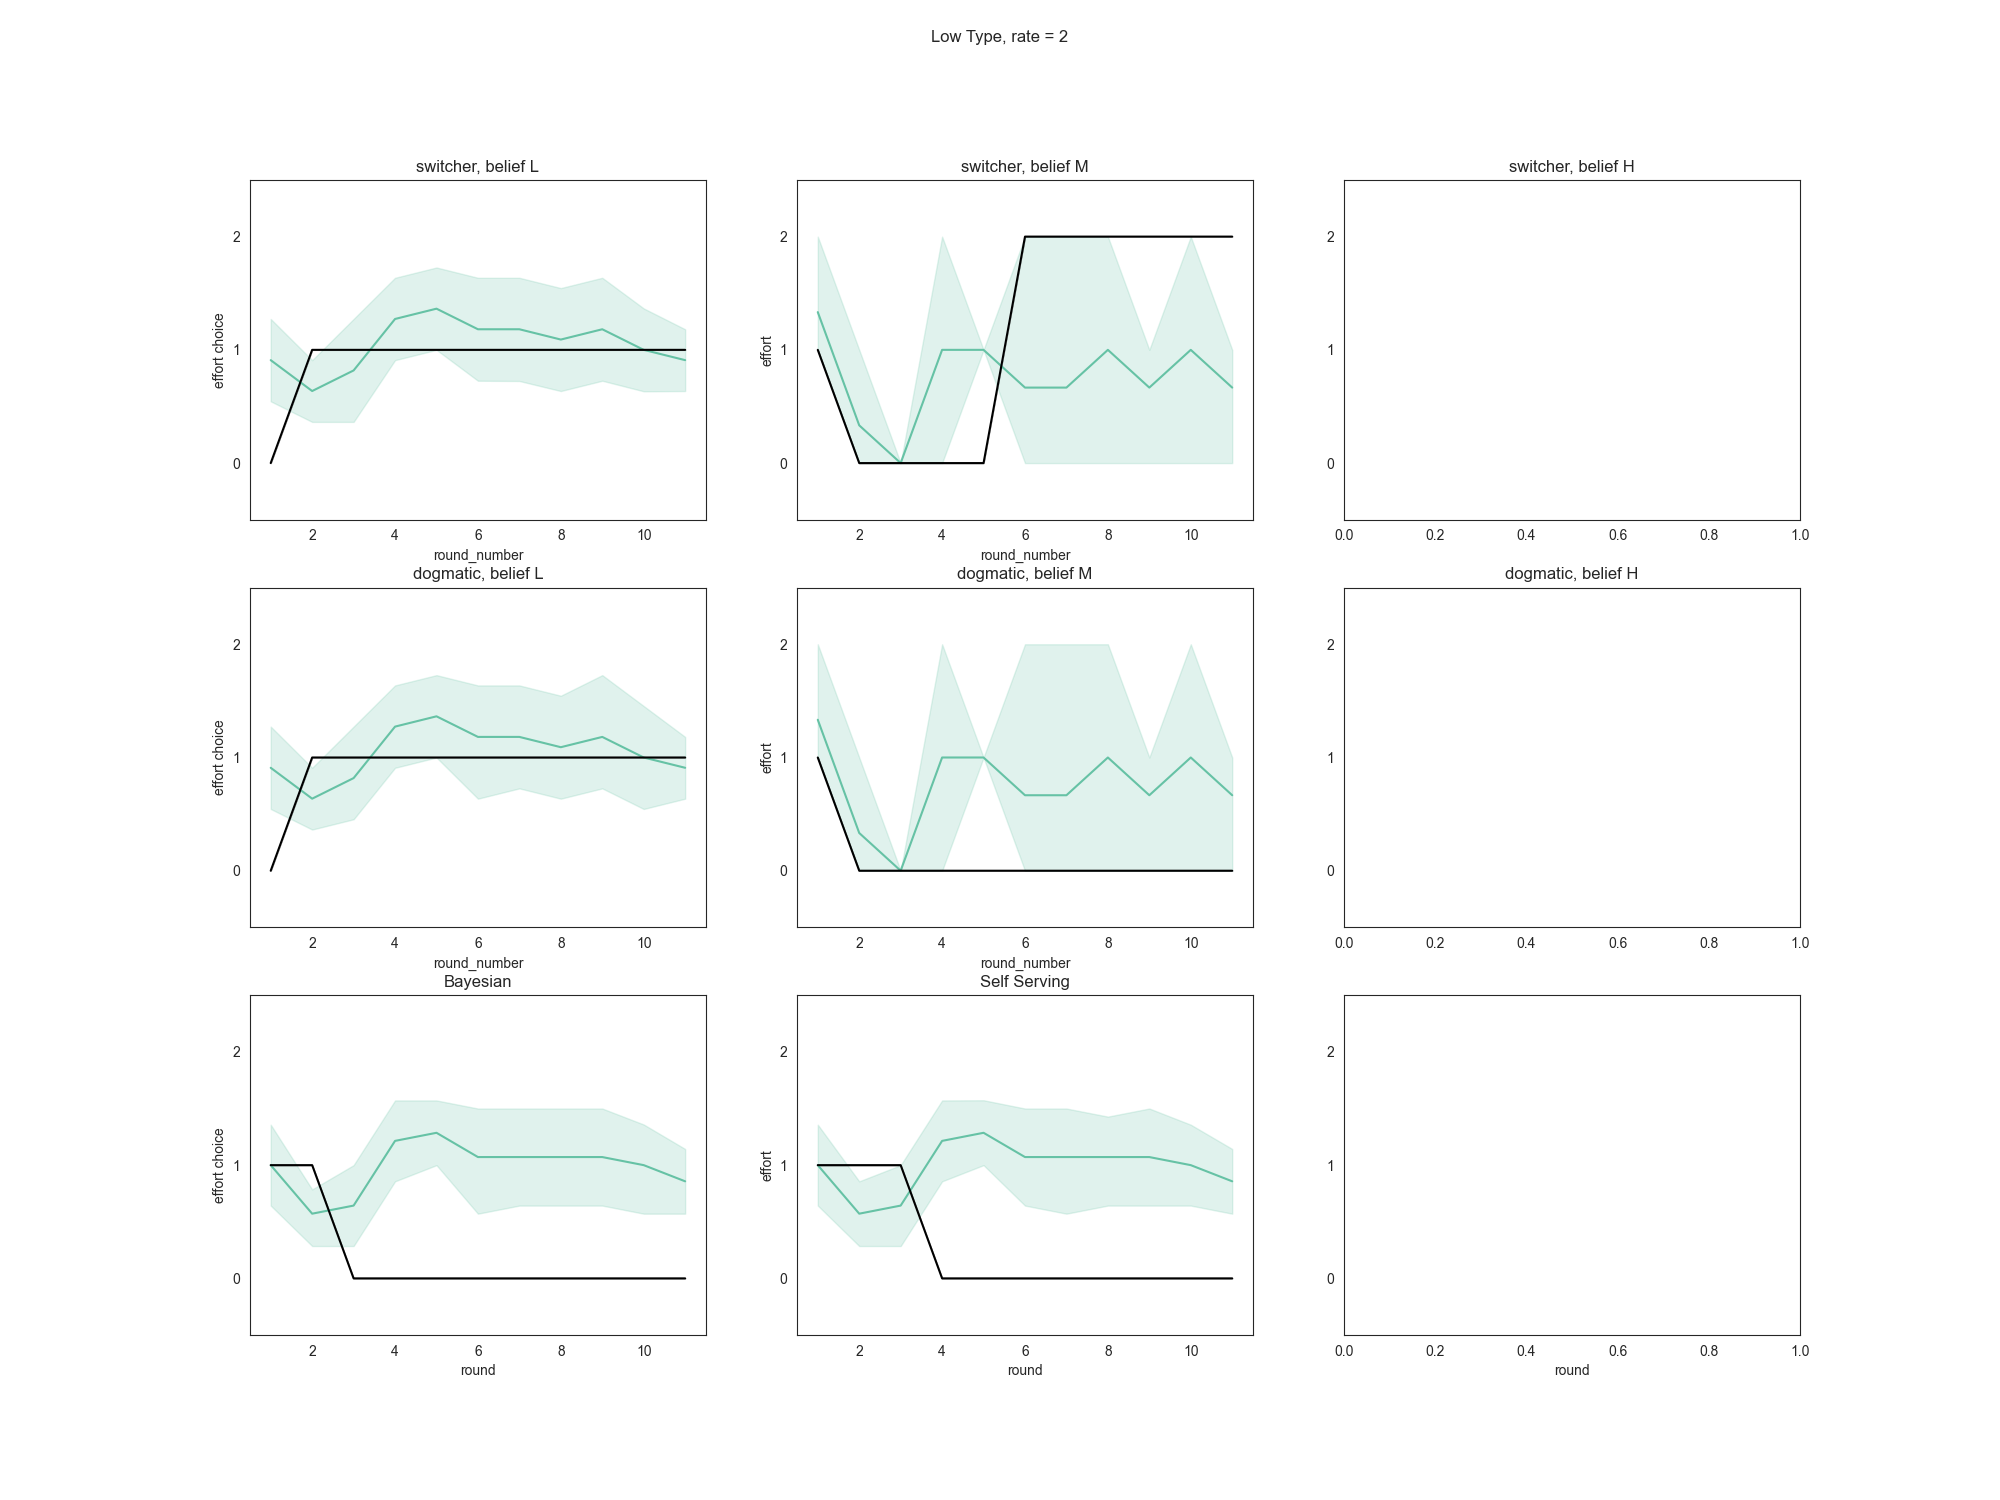 Low Type, rate = 2
switcher, belief L
switcher, belief M
switcher, belief H
effort choice
2
1
0
2 4 6 8 10
round_number
effort
2
1
0
2 4 6 8 10
round_number
2
1
0
0.0 0.2 0.4 0.6 0.8 1.0
dogmatic, belief L
dogmatic, belief M
dogmatic, belief H
effort choice
2
1
0
2 4 6 8 10
round_number
effort
2
1
0
2 4 6 8 10
round_number
2
1
0
0.0 0.2 0.4 0.6 0.8 1.0
Bayesian
Self Serving
effort choice
2
1
0
2 4 6 8 10
round
effort
2
1
0
2 4 6 8 10
round
2
1
0
0.0 0.2 0.4 0.6 0.8 1.0
round